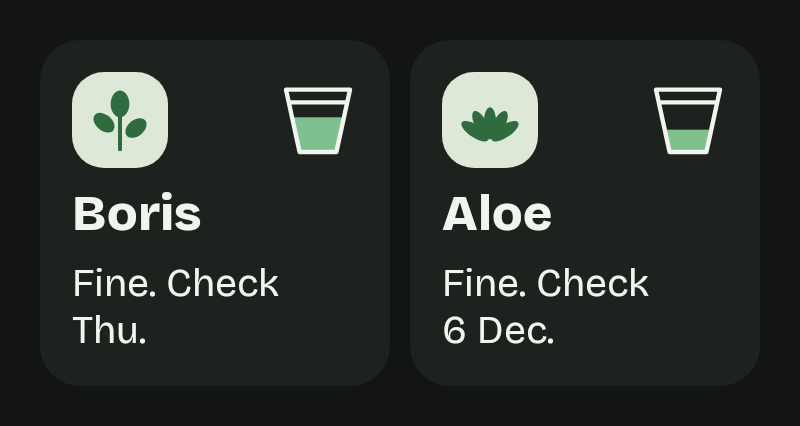 Boris
Fine. Check
Thu.
Aloe
Fine. Check
6 Dec.